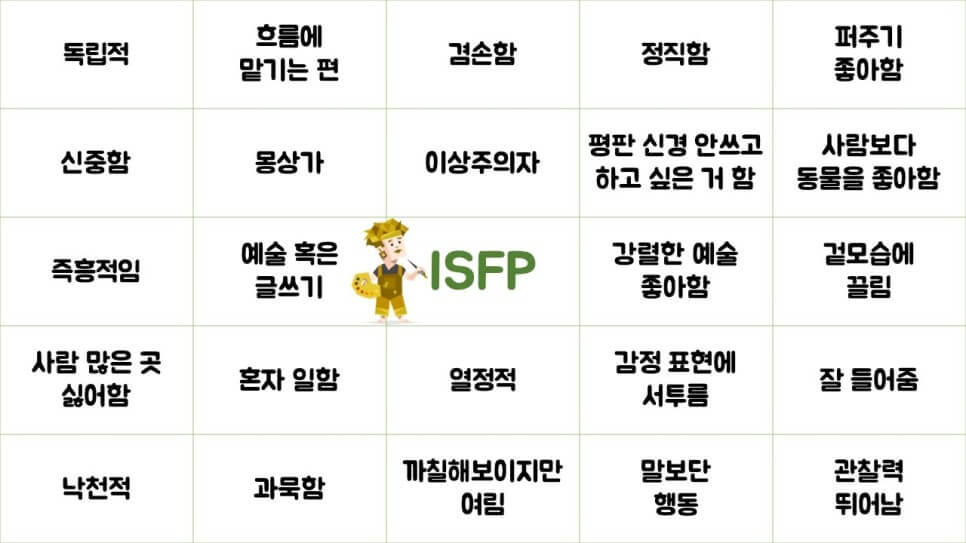 독립적
흐름에
맡기는 편
겸손함
정직함
퍼주기
좋아함
신중함
몽상가
이상주의자
평판 신경 안쓰고
하고 싶은 거 함
사람보다
동물을 좋아함
즉흥적임
예술 혹은
글쓰기
ISFP
강렬한 예술
좋아함
겉모습에
끌림
사람 많은 곳
싫어함
혼자 일함
열정적
감정 표현에
서투름
잘 들어줌
낙천적
과묵함
까칠해보이지만
여림
말보단
행동
관찰력
뛰어남